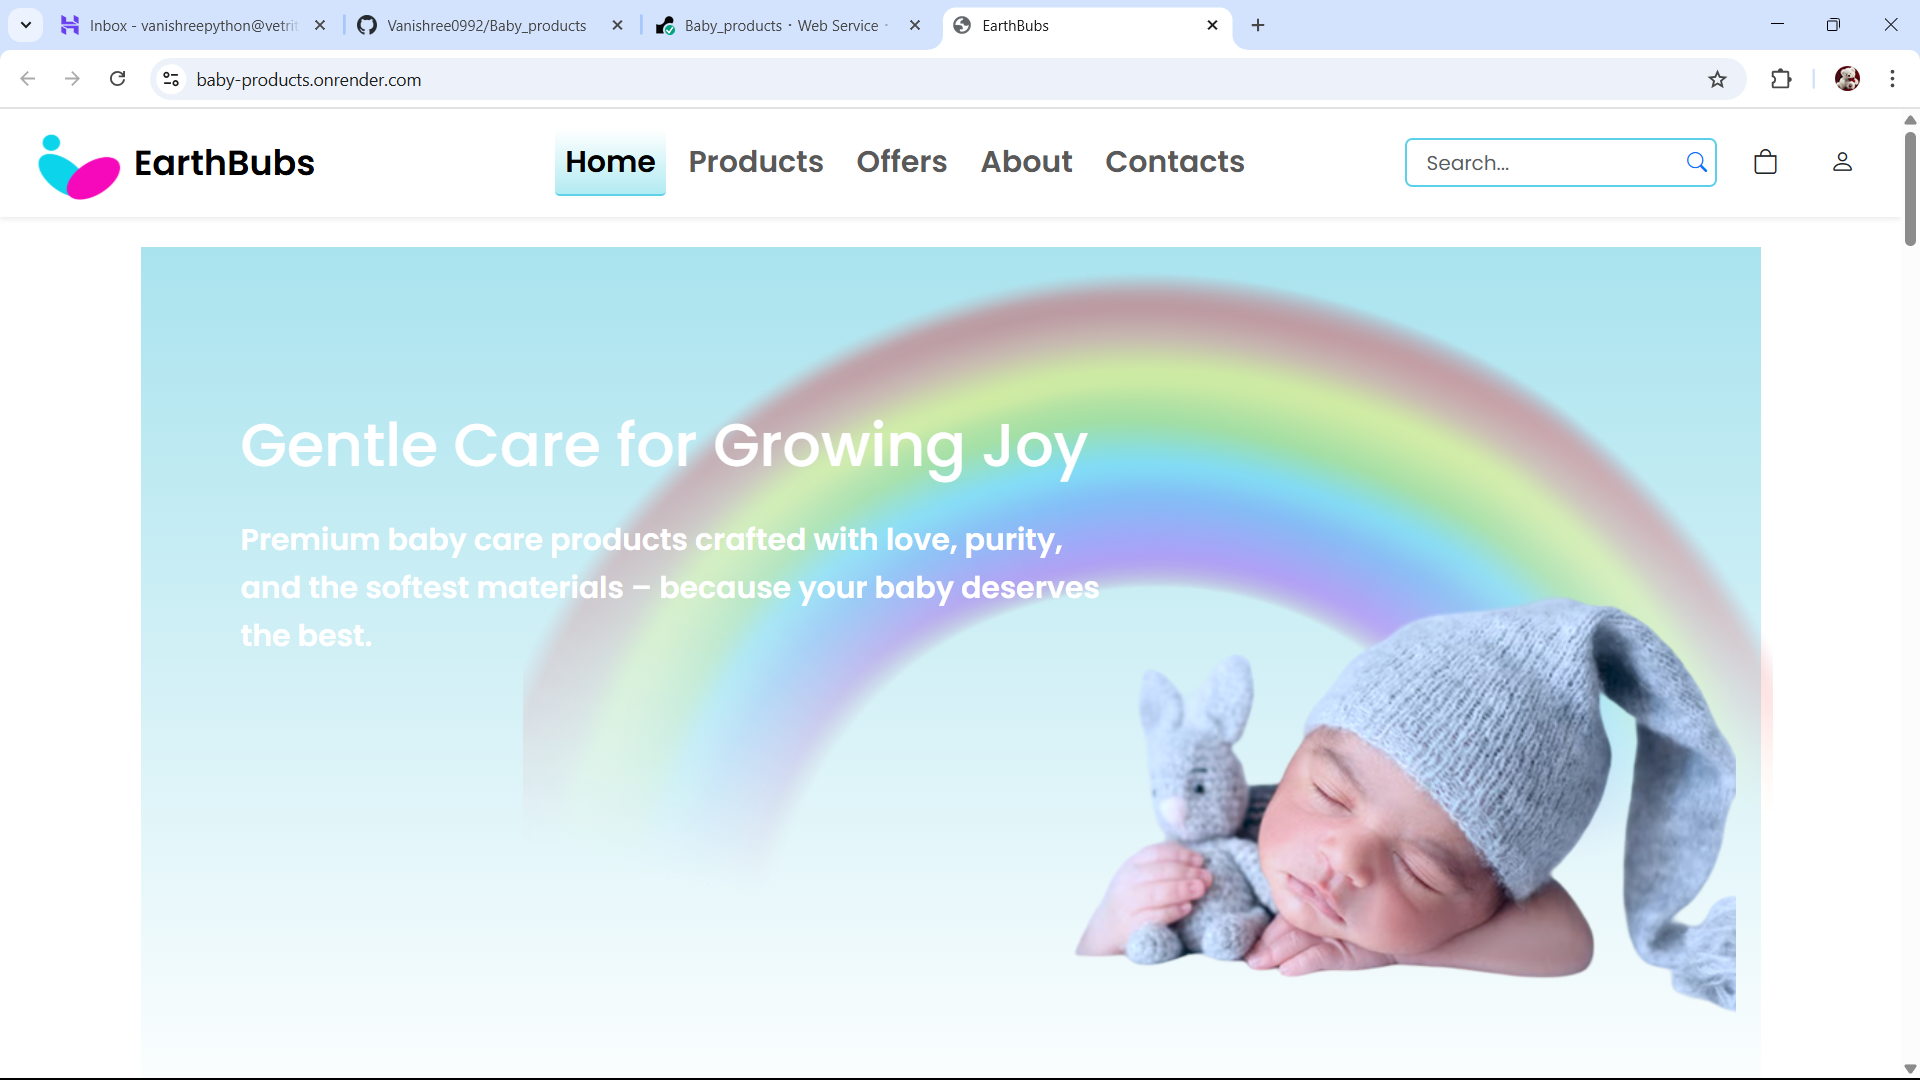 Inbox - vanishreepython@vetri
Vanishree0992/Baby_products
Baby_products · Web Service ·
EarthBubs
baby-products.onrender.com
EarthBubs
Home
Products
Offers
About
Contacts
Search...
Gentle Care for Growing Joy
Premium baby care products crafted with love, purity,
and the softest materials – because your baby deserves
the best.